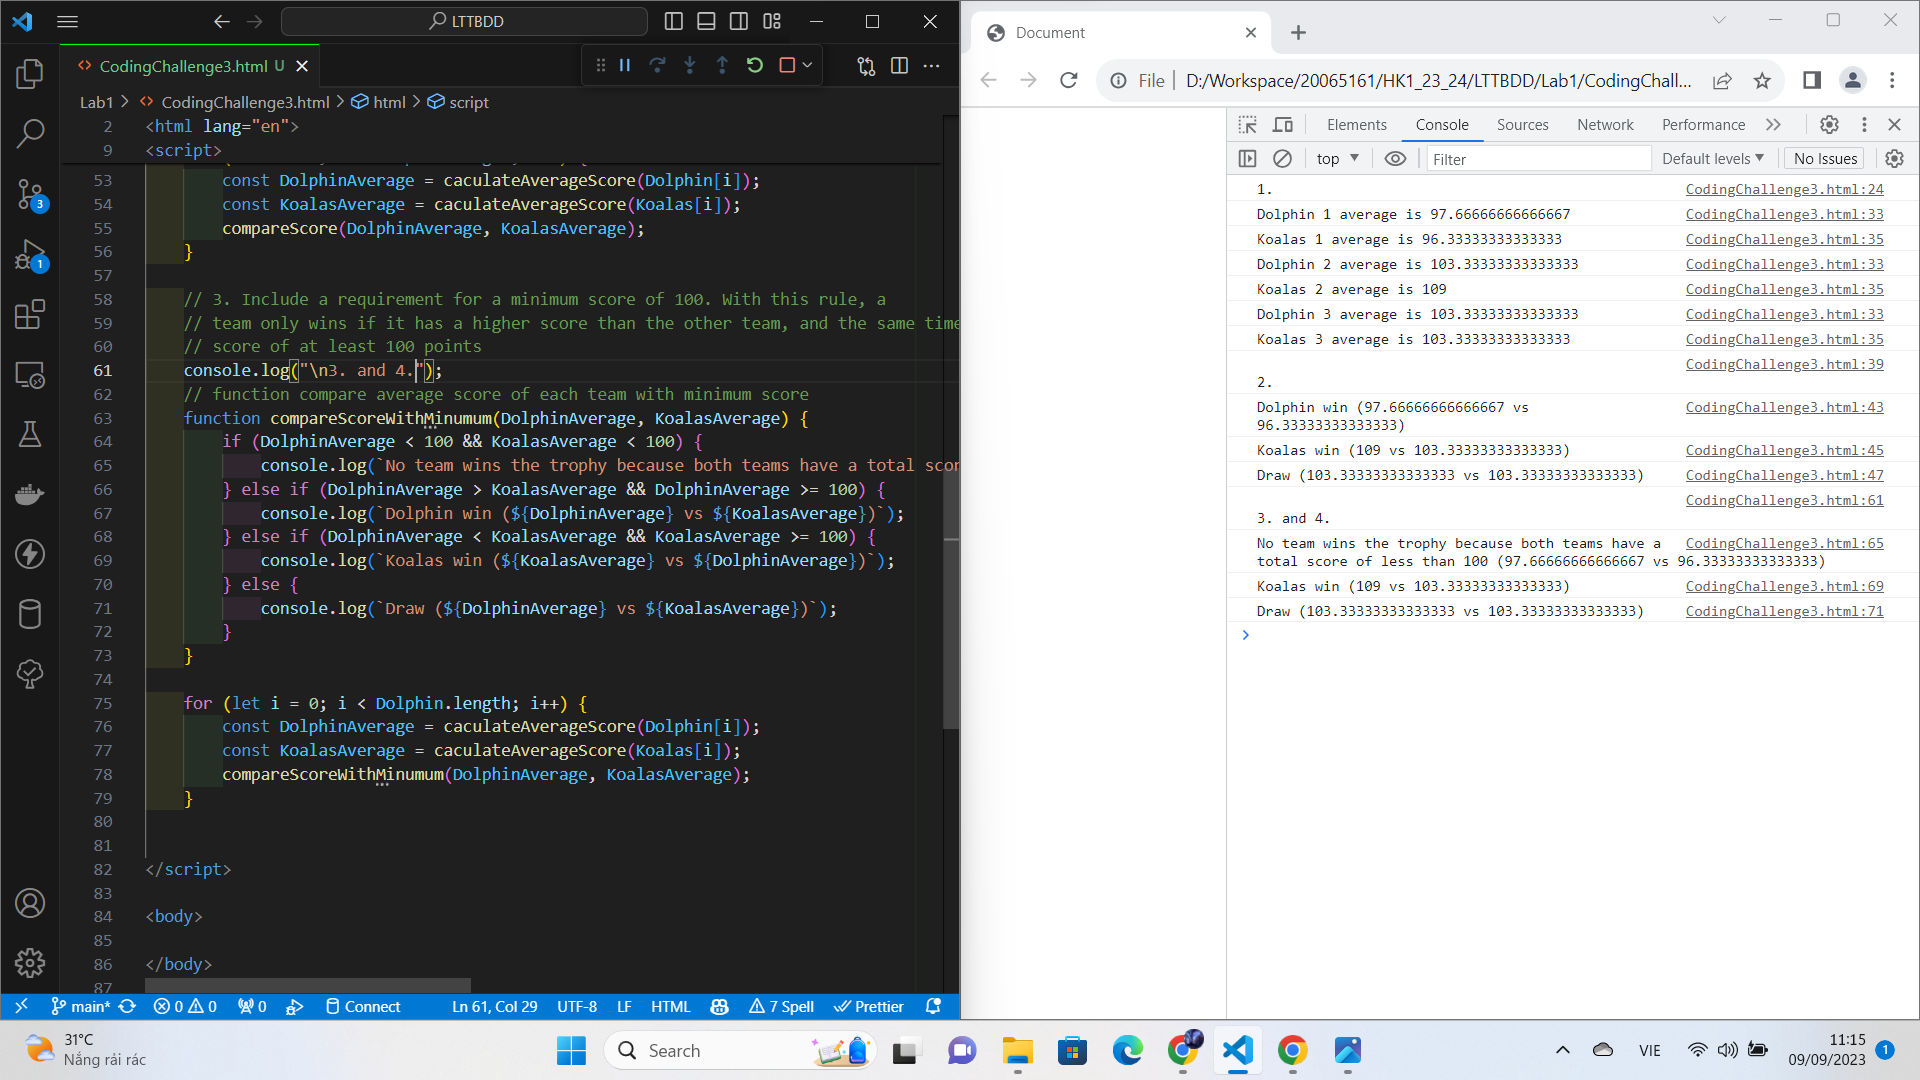 LTTBDD
CodingChallenge3.html U
Lab1 > CodingChallenge3.html > html > script
2 <html lang="en">
9 <script>
53 const DolphinAverage = caculateAverageScore(Dolphin[i]);
54 const KoalasAverage = caculateAverageScore(Koalas[i]);
55 compareScore(DolphinAverage, KoalasAverage);
56 }
57
58 // 3. Include a requirement for a minimum score of 100. With this rule, a
59 // team only wins if it has a higher score than the other team, and the same time
60 // score of at least 100 points
61 console.log("\n3. and 4.");
62 // function compare average score of each team with minimum score
63 function compareScoreWithMinumum(DolphinAverage, KoalasAverage) {
64 if (DolphinAverage < 100 && KoalasAverage < 100) {
65 console.log(`No team wins the trophy because both teams have a total scor
66 } else if (DolphinAverage > KoalasAverage && DolphinAverage >= 100) {
67 console.log(`Dolphin win (${DolphinAverage} vs ${KoalasAverage})`);
68 } else if (DolphinAverage < KoalasAverage && KoalasAverage >= 100) {
69 console.log(`Koalas win (${KoalasAverage} vs ${DolphinAverage})`);
70 } else {
71 console.log(`Draw (${DolphinAverage} vs ${KoalasAverage})`);
72 }
73 }
74
75 for (let i = 0; i < Dolphin.length; i++) {
76 const DolphinAverage = caculateAverageScore(Dolphin[i]);
77 const KoalasAverage = caculateAverageScore(Koalas[i]);
78 compareScoreWithMinumum(DolphinAverage, KoalasAverage);
79 }
80
81
82 </script>
83
84 <body>
85
86 </body>
87
3
1
main* 0 0 0 Connect Ln 61, Col 29 UTF-8 LF HTML 7 Spell Prettier
Document
File | D:/Workspace/20065161/HK1_23_24/LTTBDD/Lab1/CodingChall...
Elements Console Sources Network Performance
top Filter Default levels No Issues
1. CodingChallenge3.html:24
Dolphin 1 average is 97.66666666666667 CodingChallenge3.html:33
Koalas 1 average is 96.33333333333333 CodingChallenge3.html:35
Dolphin 2 average is 103.33333333333333 CodingChallenge3.html:33
Koalas 2 average is 109 CodingChallenge3.html:35
Dolphin 3 average is 103.33333333333333 CodingChallenge3.html:33
Koalas 3 average is 103.33333333333333 CodingChallenge3.html:35
CodingChallenge3.html:39
2.
Dolphin win (97.66666666666667 vs CodingChallenge3.html:43
96.33333333333333)
Koalas win (109 vs 103.33333333333333) CodingChallenge3.html:45
Draw (103.33333333333333 vs 103.33333333333333) CodingChallenge3.html:47
CodingChallenge3.html:61
3. and 4.
No team wins the trophy because both teams have a CodingChallenge3.html:65
total score of less than 100 (97.66666666666667 vs 96.33333333333333)
Koalas win (109 vs 103.33333333333333) CodingChallenge3.html:69
Draw (103.33333333333333 vs 103.33333333333333) CodingChallenge3.html:71
31°C
Nắng rải rác
Search
VIE
11:15
09/09/2023
1